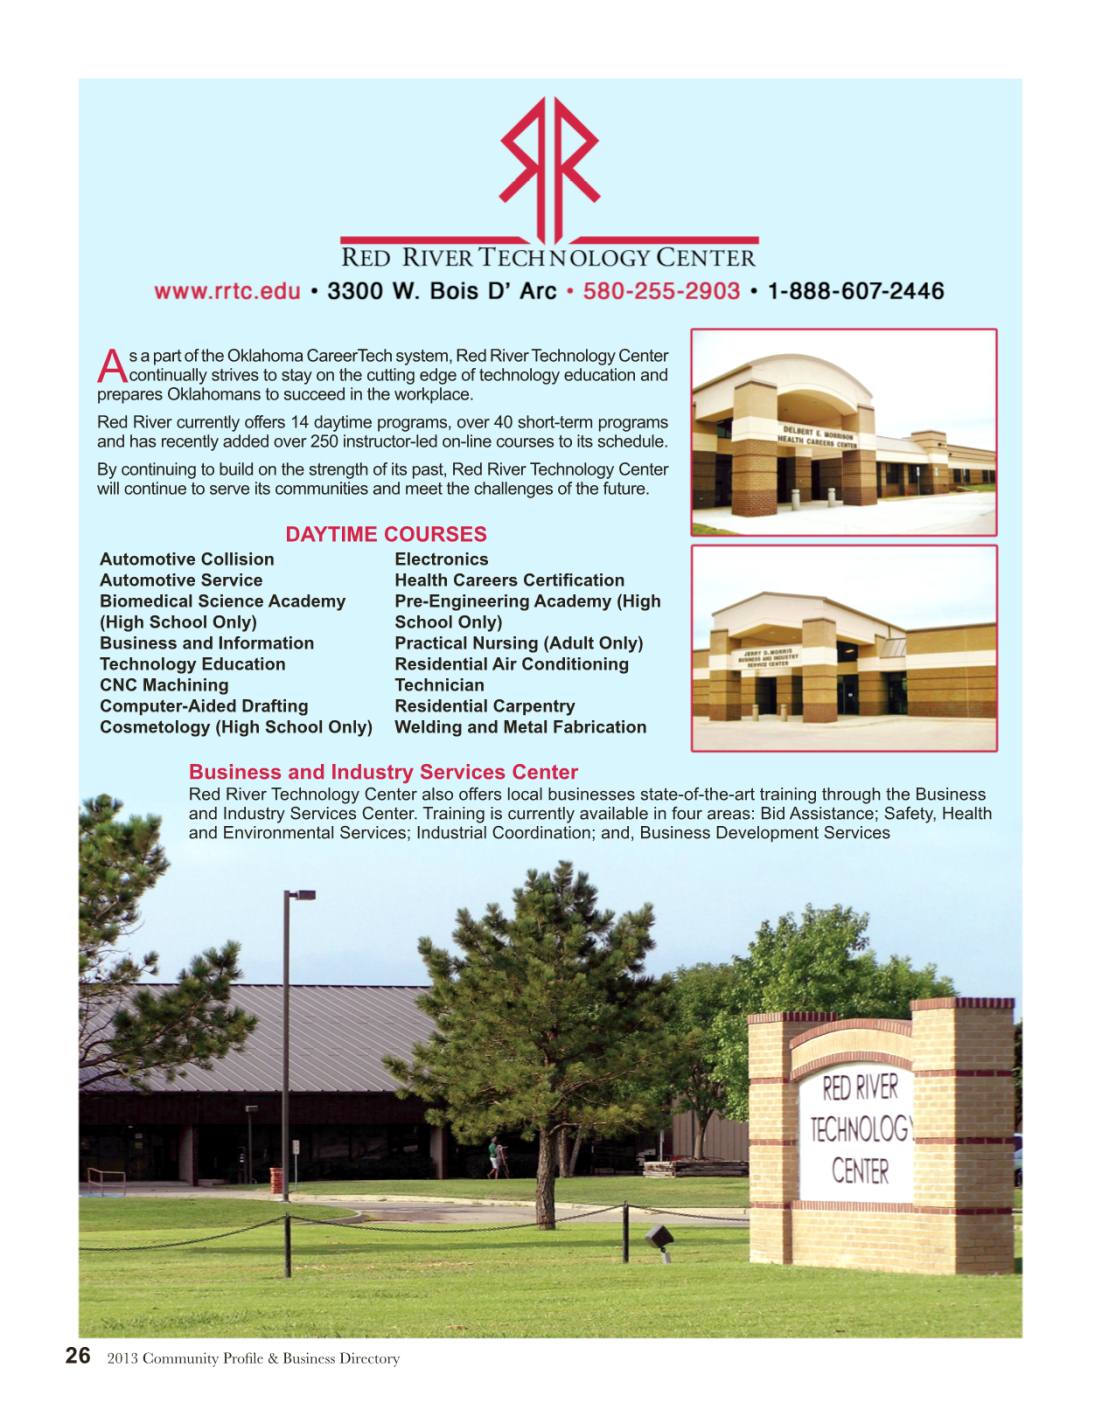 RED RIVER TECHNOLOGY CENTER
www.rrtc.edu • 3300 W. Bois D' Arc • 580-255-2903 • 1-888-607-2446
As a part of the Oklahoma CareerTech system, Red River Technology Center
continually strives to stay on the cutting edge of technology education and
prepares Oklahomans to succeed in the workplace.
Red River currently offers 14 daytime programs, over 40 short-term programs
and has recently added over 250 instructor-led on-line courses to its schedule.
By continuing to build on the strength of its past, Red River Technology Center
will continue to serve its communities and meet the challenges of the future.
DELBERT E. MORRISON
HEALTH CAREERS CENTER
DAYTIME COURSES
Automotive Collision
Automotive Service
Biomedical Science Academy
(High School Only)
Business and Information
Technology Education
CNC Machining
Computer-Aided Drafting
Cosmetology (High School Only)
Electronics
Health Careers Certification
Pre-Engineering Academy (High
School Only)
Practical Nursing (Adult Only)
Residential Air Conditioning
Technician
Residential Carpentry
Welding and Metal Fabrication
JERRY D. MORRIS
BUSINESS AND INDUSTRY
SERVICE CENTER
Business and Industry Services Center
Red River Technology Center also offers local businesses state-of-the-art training through the Business
and Industry Services Center. Training is currently available in four areas: Bid Assistance; Safety, Health
and Environmental Services; Industrial Coordination; and, Business Development Services
RED RIVER
TECHNOLOGY
CENTER
26 2013 Community Profile & Business Directory